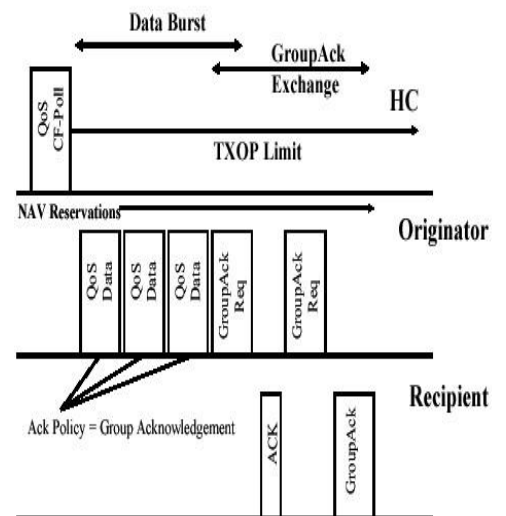 Data Burst
GroupAck
Exchange
HC
QoS
CF-Poll
TXOP Limit
NAV Reservations
Originator
QoS
Data
QoS
Data
QoS
Data
GroupAck
Req
GroupAck
Req
Recipient
Ack Policy = Group Acknowledgement
ACK
GroupAck